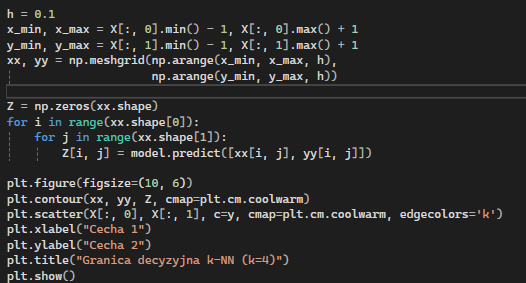 h = 0.1
x_min, x_max = X[:, 0].min() - 1, X[:, 0].max() + 1
y_min, y_max = X[:, 1].min() - 1, X[:, 1].max() + 1
xx, yy = np.meshgrid(np.arange(x_min, x_max, h),
                     np.arange(y_min, y_max, h))

Z = np.zeros(xx.shape)
for i in range(xx.shape[0]):
    for j in range(xx.shape[1]):
        Z[i, j] = model.predict([xx[i, j], yy[i, j]])

plt.figure(figsize=(10, 6))
plt.contour(xx, yy, Z, cmap=plt.cm.coolwarm)
plt.scatter(X[:, 0], X[:, 1], c=y, cmap=plt.cm.coolwarm, edgecolors='k')
plt.xlabel("Cecha 1")
plt.ylabel("Cecha 2")
plt.title("Granica decyzyjna k-NN (k=4)")
plt.show()